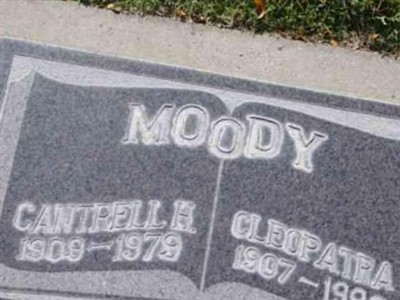 MOODY
CANTRELL H.
1909-1979
CLEOPATRA